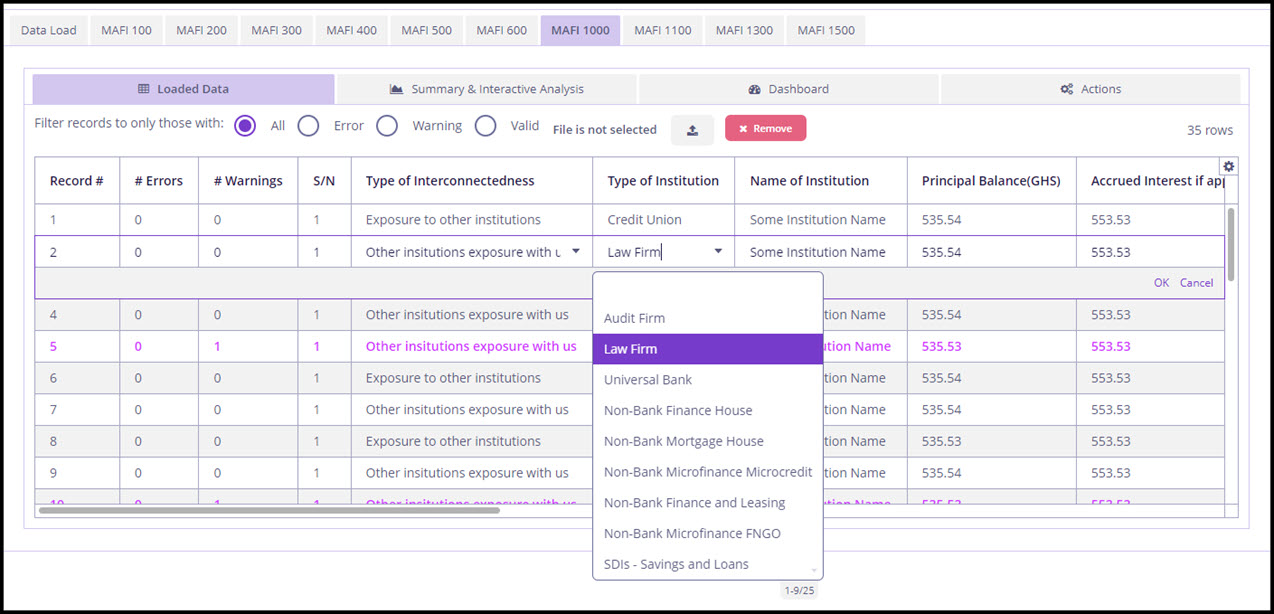 Data Load MAFI 100 MAFI 200 MAFI 300 MAFI 400 MAFI 500 MAFI 600 MAFI 1000 MAFI 1100 MAFI 1300 MAFI 1500
Loaded Data Summary & Interactive Analysis Dashboard Actions
Filter records to only those with: All Error Warning Valid File is not selected Remove 35 rows
Record # # Errors # Warnings S/N Type of Interconnectedness Type of Institution Name of Institution Principal Balance(GHS) Accrued Interest if app
1 0 0 1 Exposure to other institutions Credit Union Some Institution Name 535.54 553.53
2 0 0 1 Other insitutions exposure with u Law Firm Some Institution Name 535.54 553.53
OK Cancel
4 0 0 1 Other insitutions exposure with us Name 535.54 553.53
Audit Firm
5 0 1 1 Other insitutions exposure with us Law Firm Name 535.53 553.53
6 0 0 1 Exposure to other institutions Universal Bank Name 535.54 553.53
7 0 0 1 Other insitutions exposure with us Non-Bank Finance House Name 535.54 553.53
8 0 0 1 Exposure to other institutions Non-Bank Mortgage House Name 535.53 553.53
9 0 0 1 Other insitutions exposure with us Non-Bank Microfinance Microcredit Name 535.54 553.53
10 0 1 1 Other insitutions exposure with us Non-Bank Finance and Leasing Name 535.53 553.53
Non-Bank Microfinance FNGO
SDIs - Savings and Loans
1-9/25